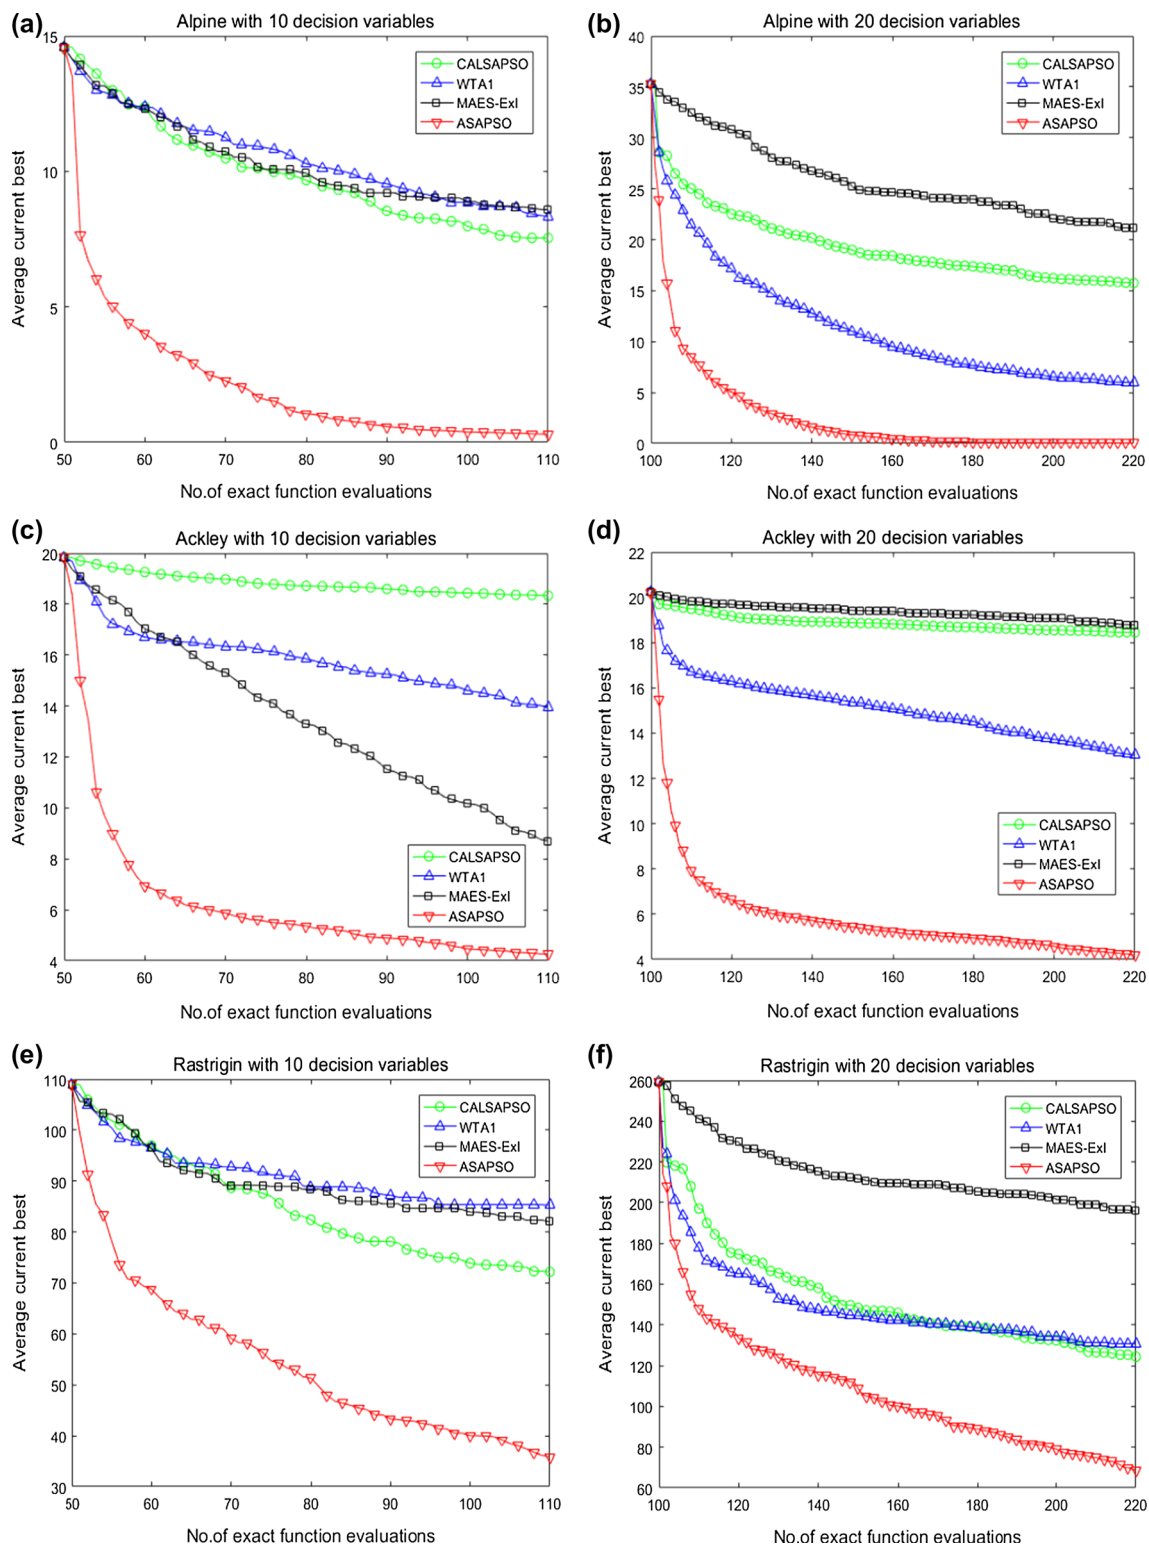 (a)
Alpine with 10 decision variables
15
10
5
0
Average current best
CALSAPSO
WTA1
MAES-ExI
ASAPSO
50 60 70 80 90 100 110
No.of exact function evaluations
(b)
Alpine with 20 decision variables
40
35
30
25
20
15
10
5
0
Average current best
CALSAPSO
WTA1
MAES-ExI
ASAPSO
100 120 140 160 180 200 220
No.of exact function evaluations
(c)
Ackley with 10 decision variables
20
18
16
14
12
10
8
6
4
Average current best
CALSAPSO
WTA1
MAES-ExI
ASAPSO
50 60 70 80 90 100 110
No.of exact function evaluations
(d)
Ackley with 20 decision variables
22
20
18
16
14
12
10
8
6
4
Average current best
CALSAPSO
WTA1
MAES-ExI
ASAPSO
100 120 140 160 180 200 220
No.of exact function evaluations
(e)
Rastrigin with 10 decision variables
110
100
90
80
70
60
50
40
30
Average current best
CALSAPSO
WTA1
MAES-ExI
ASAPSO
50 60 70 80 90 100 110
No.of exact function evaluations
(f)
Rastrigin with 20 decision variables
260
240
220
200
180
160
140
120
100
80
60
Average current best
CALSAPSO
WTA1
MAES-ExI
ASAPSO
100 120 140 160 180 200 220
No.of exact function evaluations